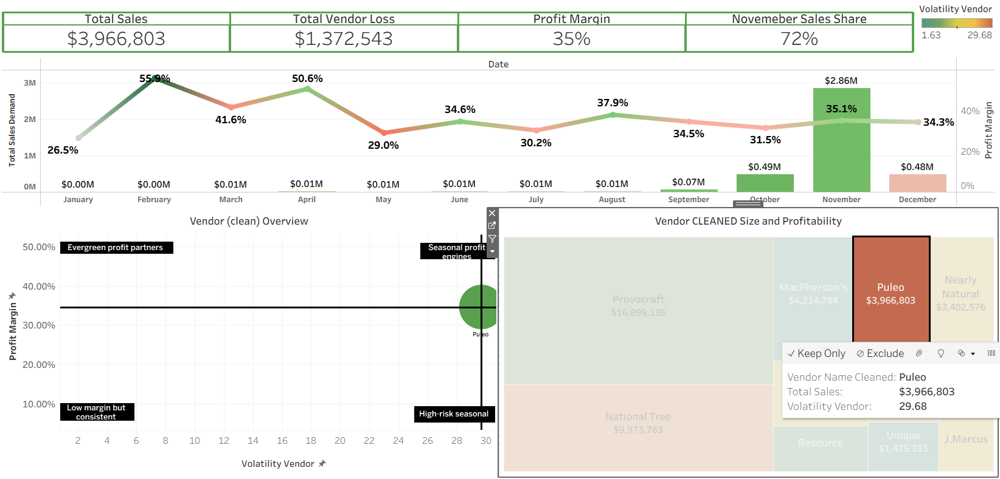 Total Sales
Total Vendor Loss
Profit Margin
Novemeber Sales Share
$3,966,803
$1,372,543
35%
72%
Volatility Vendor
1.63
29.68
Date
Total Sales Demand
3M
2M
1M
0M
26.5%
55.9%
41.6%
50.6%
29.0%
34.6%
30.2%
37.9%
34.5%
31.5%
35.1%
34.3%
$0.00M
$0.00M
$0.01M
$0.01M
$0.01M
$0.01M
$0.01M
$0.01M
$0.07M
$0.49M
$2.86M
$0.48M
January
February
March
April
May
June
July
August
September
October
November
December
40%
20%
0%
Profit Margin
Vendor (clean) Overview
Profit Margin
50.00%
40.00%
30.00%
20.00%
10.00%
Evergreen profit partners
Seasonal profit
engines
Puleo
Low margin but
consistent
High-risk seasonal
2
4
6
8
10
12
14
16
18
20
22
24
26
28
30
Volatility Vendor
Vendor CLEANED Size and Profitability
Provocraft
$16,899,136
National Tree
$9,973,763
MacPherson's
$4,214,784
Puleo
$3,966,803
Nearly
Natural
$3,402,576
Keep Only
Exclude
Vendor Name Cleaned: Puleo
Total Sales: $3,966,803
Volatility Vendor: 29.68
Resource
Unique
$1,475,315
J.Marcus